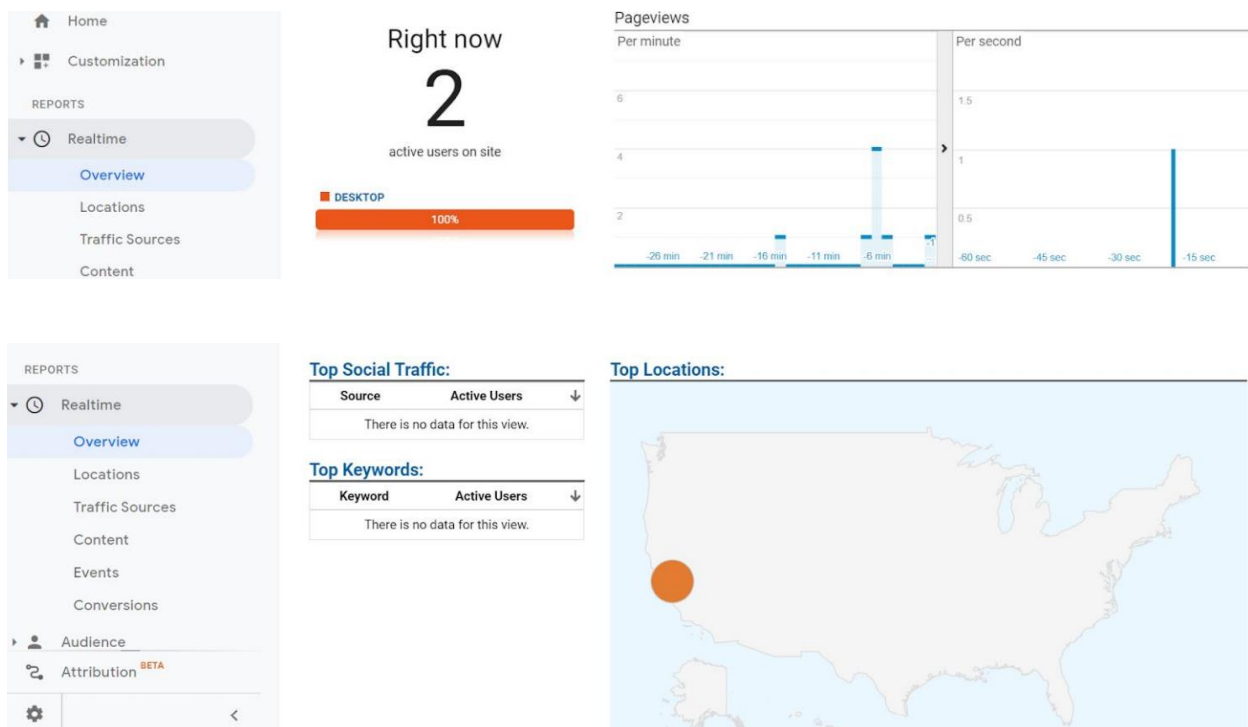 Home
Customization
REPORTS
Realtime
Overview
Locations
Traffic Sources
Content
Right now
2
active users on site
DESKTOP
100%
Pageviews
Per minute
Per second
6
4
2
-26 min -21 min -16 min -11 min -6 min -1
1.5
1
0.5
-60 sec -45 sec -30 sec -15 sec
REPORTS
Realtime
Overview
Locations
Traffic Sources
Content
Events
Conversions
Audience
Attribution BETA
Top Social Traffic:
Source Active Users
There is no data for this view.
Top Keywords:
Keyword Active Users
There is no data for this view.
Top Locations: